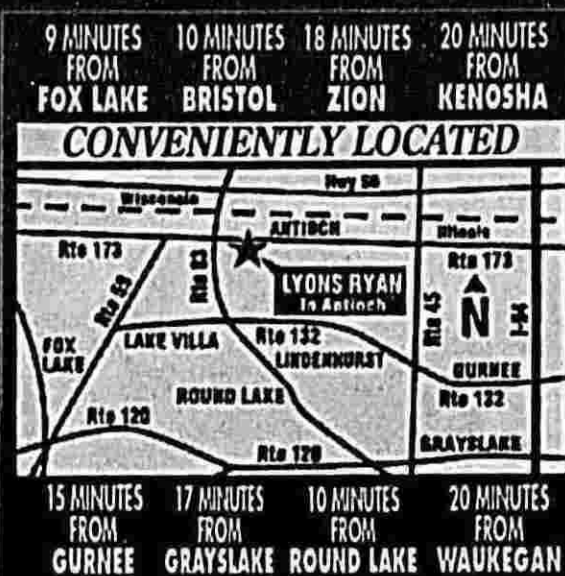 9 MINUTES 10 MINUTES 18 MINUTES 20 MINUTES
FROM FROM FROM FROM
FOX LAKE BRISTOL ZION KENOSHA
CONVENIENTLY LOCATED
Hwy 50
Wisconsin
ANTIOCH
Illinois
Rte 173
Rte 83
Rte 173
LYONS RYAN
In Antioch
Rte 59
Rte 45
N
I-94
FOX
LAKE
LAKE VILLA
Rte 132
LINDENHURST
GURNEE
Rte 132
ROUND LAKE
Rte 120
GRAYSLAKE
Rte 120
15 MINUTES 17 MINUTES 10 MINUTES 20 MINUTES
FROM FROM FROM FROM
GURNEE GRAYSLAKE ROUND LAKE WAUKEGAN